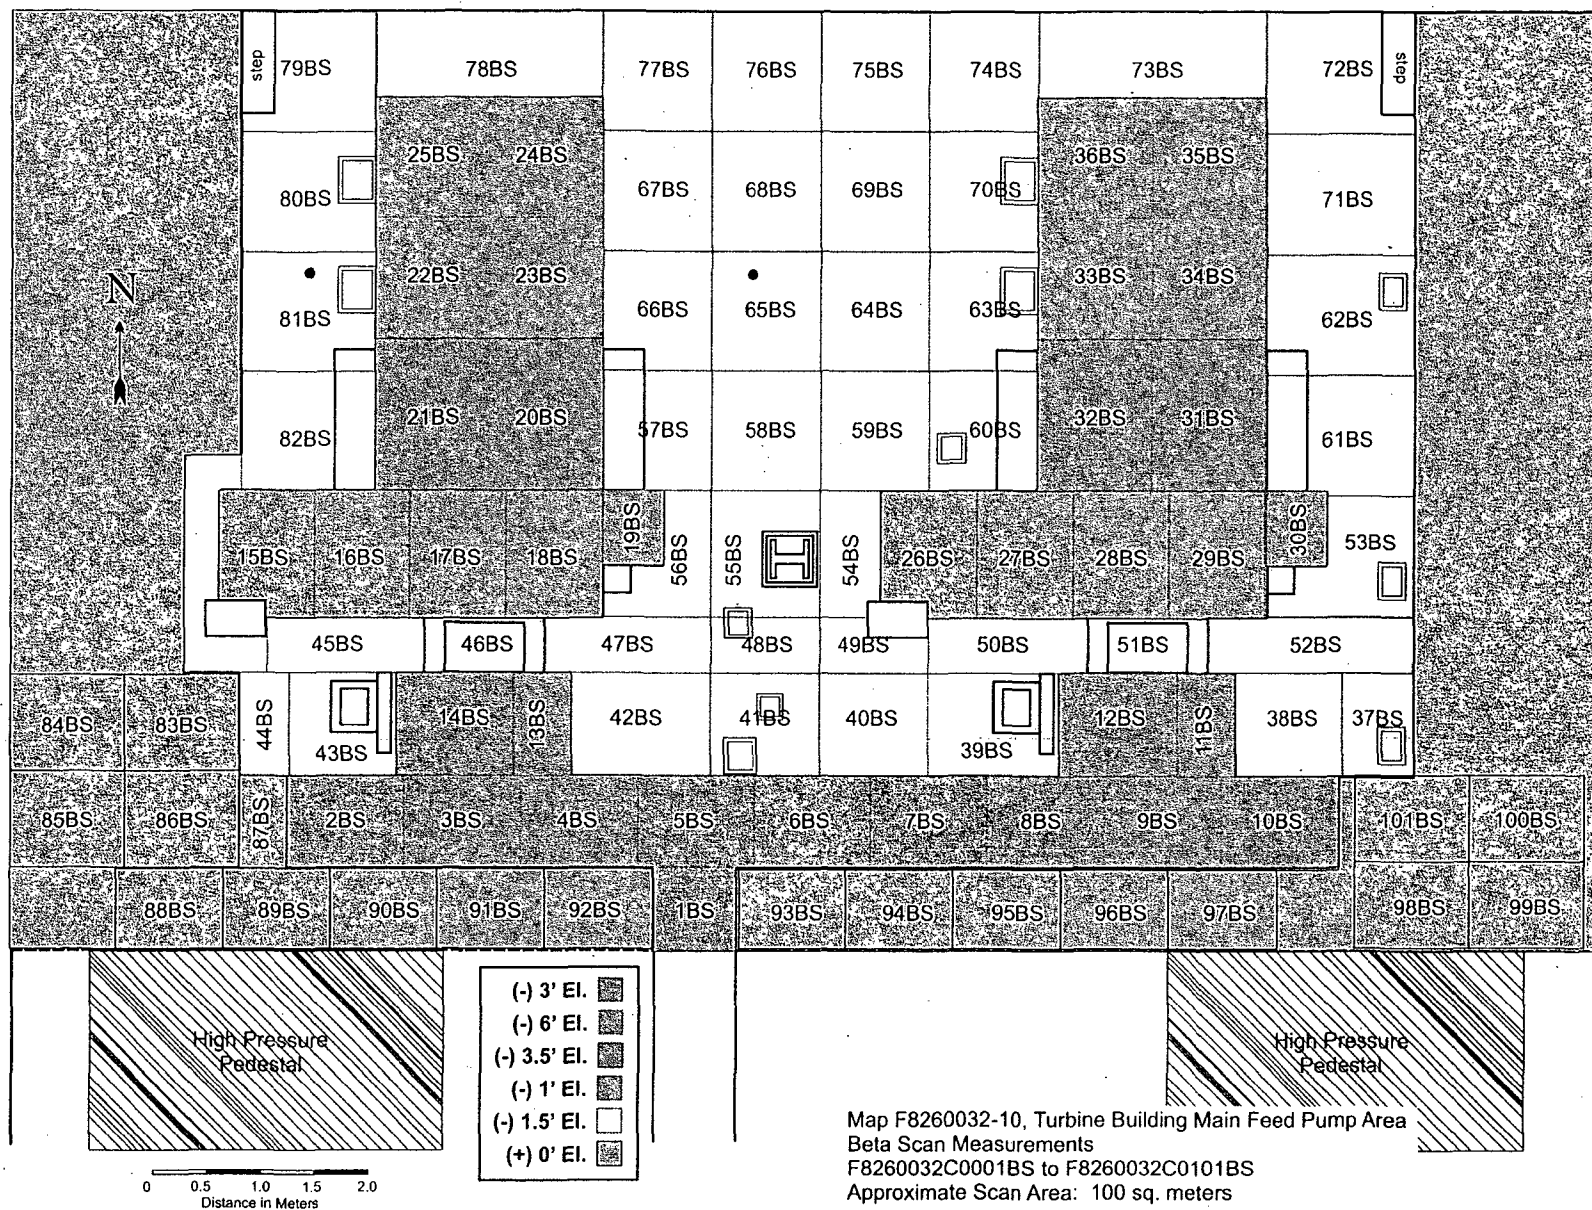 step 79BS 78BS 77BS 76BS 75BS 74BS 73BS 72BS step
25BS 24BS 36BS 35BS
80BS 67BS 68BS 69BS 70BS 71BS
N
22BS 23BS 33BS 34BS
81BS 66BS 65BS 64BS 63BS 62BS
21BS 20BS 32BS 31BS
82BS 57BS 58BS 59BS 60BS 61BS
15BS 16BS 17BS 18BS 19BS 56BS 55BS H 54BS 26BS 27BS 28BS 29BS 30BS 53BS
45BS 46BS 47BS 48BS 49BS 50BS 51BS 52BS
84BS 83BS 44BS 43BS 14BS 13BS 42BS 41BS 40BS 39BS 12BS 11BS 38BS 37BS
85BS 86BS 87BS 2BS 3BS 4BS 5BS 6BS 7BS 8BS 9BS 10BS 101BS 100BS
88BS 89BS 90BS 91BS 92BS 1BS 93BS 94BS 95BS 96BS 97BS 98BS 99BS
High Pressure
Pedestal
(-) 3' El.
(-) 6' El.
(-) 3.5' El.
(-) 1' El.
(-) 1.5' El.
(+) 0' El.
High Pressure
Pedestal
0 0.5 1.0 1.5 2.0
Distance in Meters
Map F8260032-10, Turbine Building Main Feed Pump Area
Beta Scan Measurements
F8260032C0001BS to F8260032C0101BS
Approximate Scan Area: 100 sq. meters